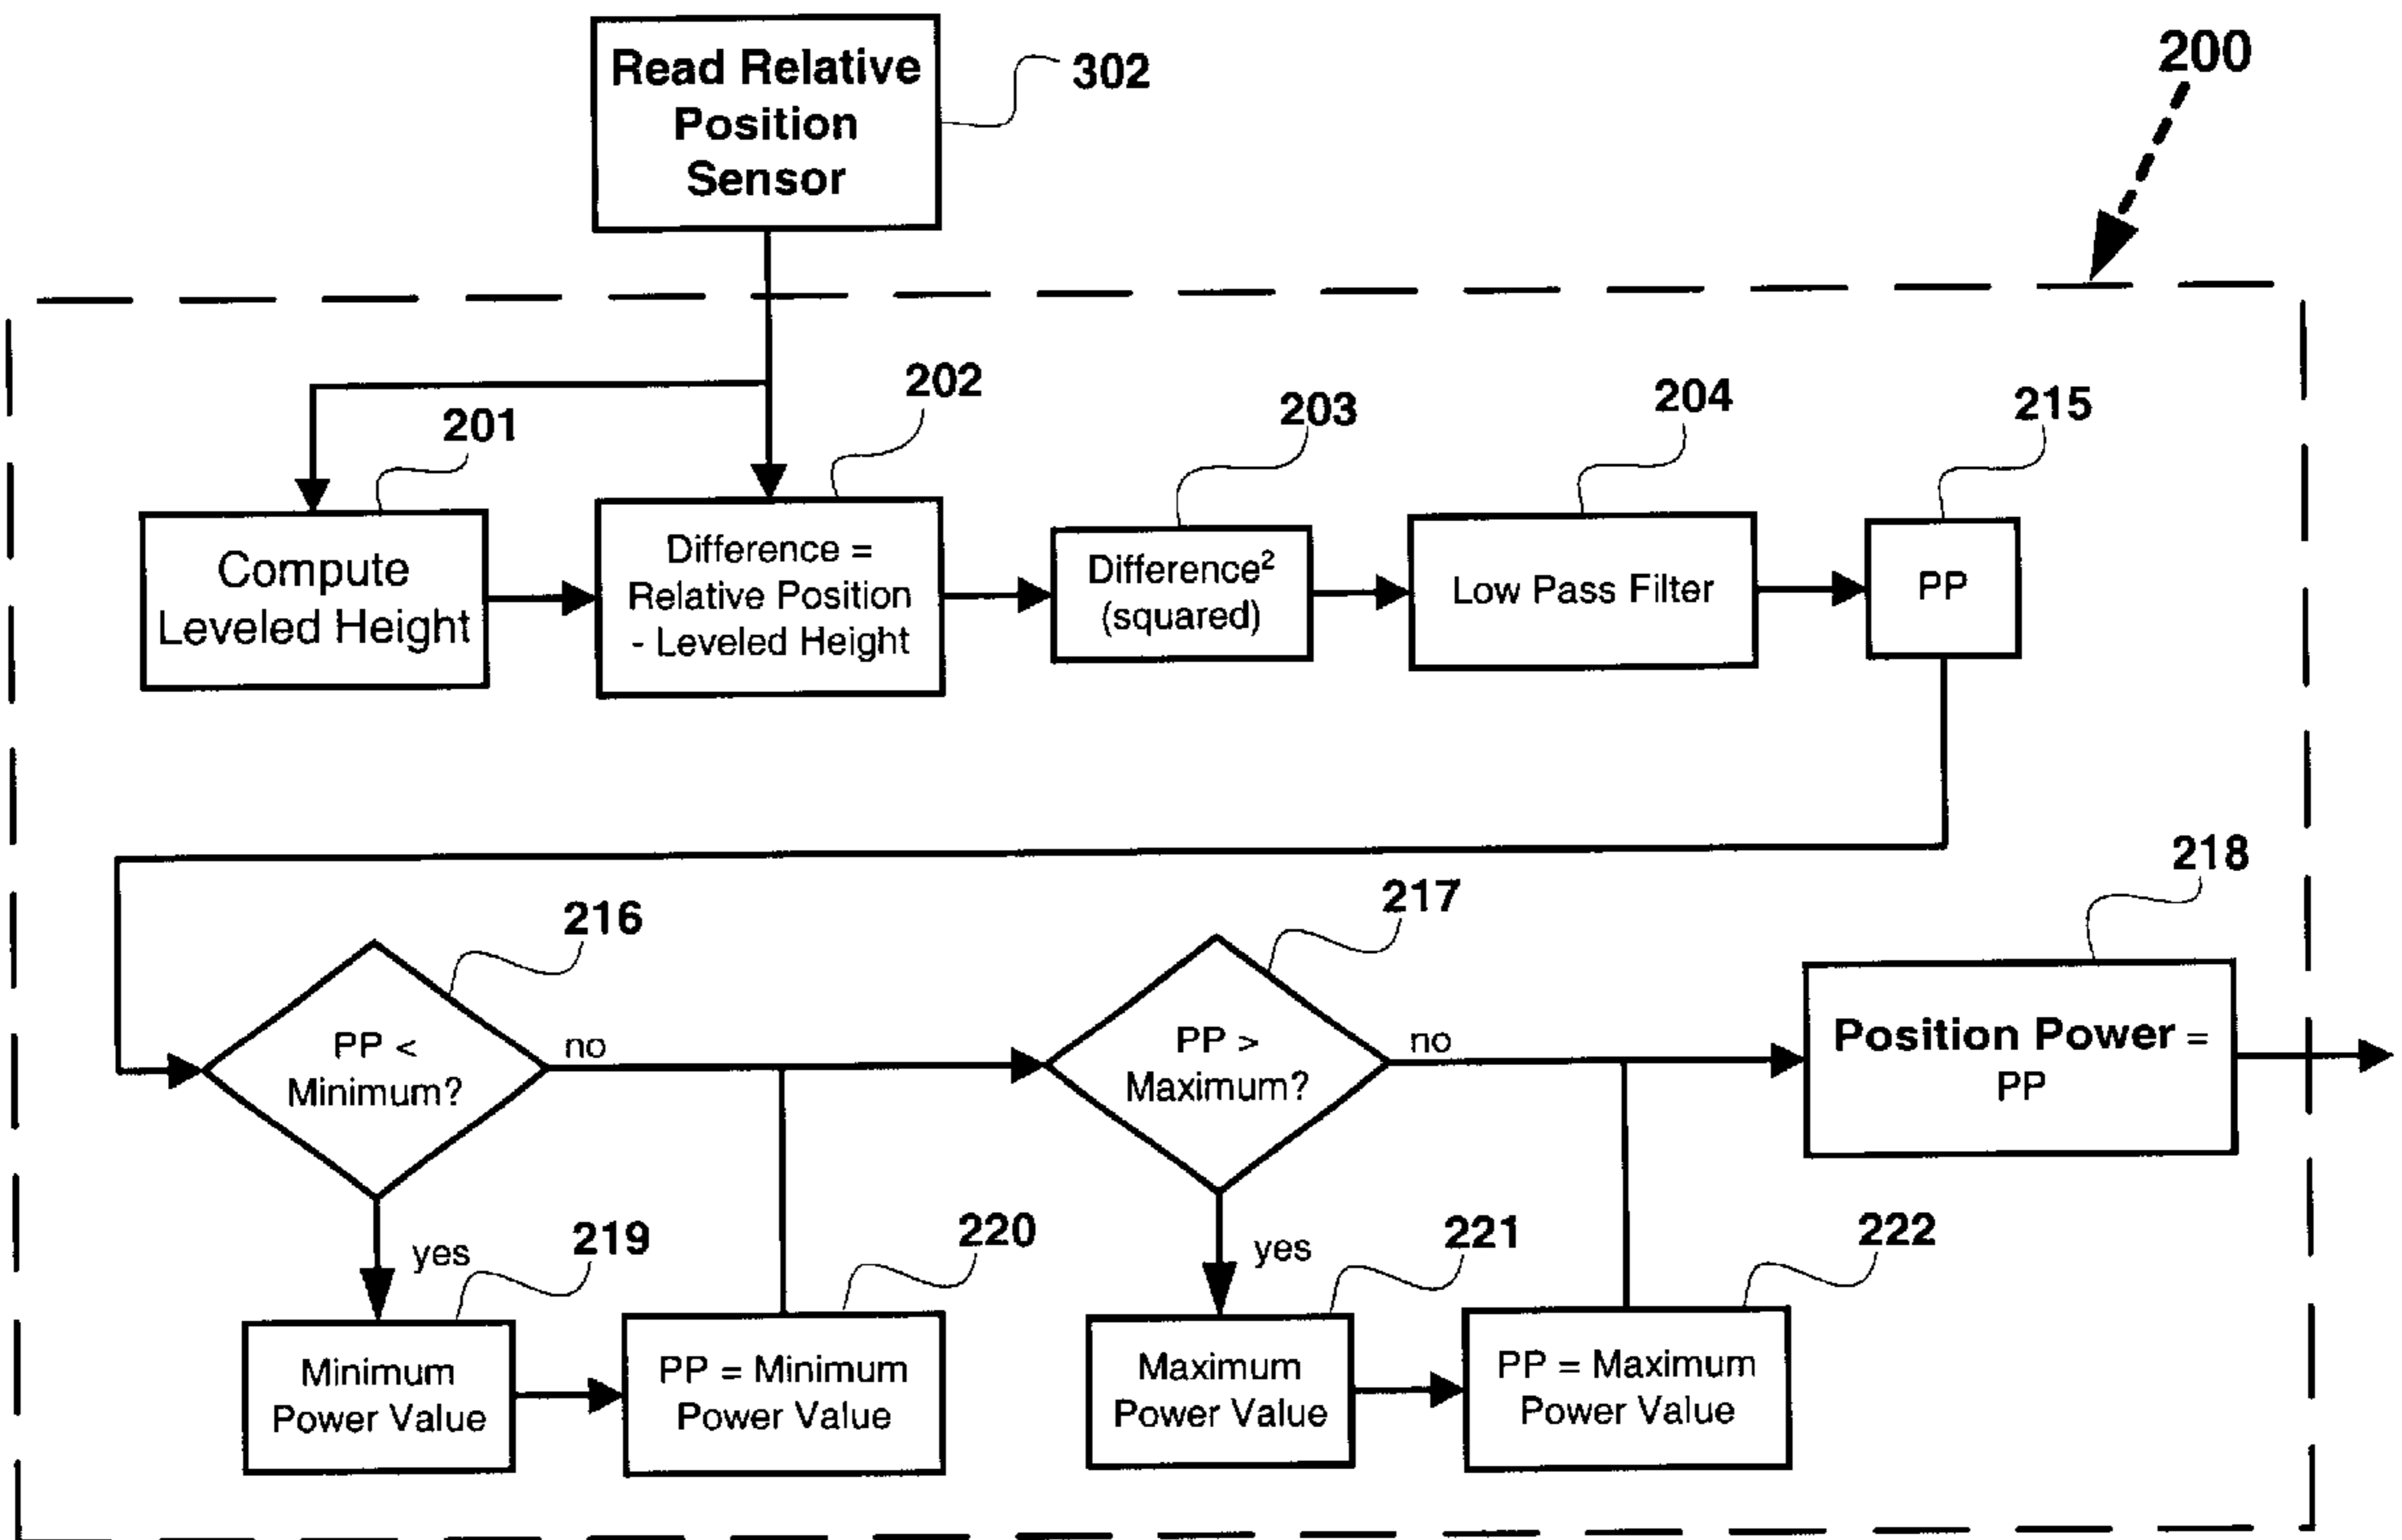 Read Relative
Position
Sensor
302
200
201
202
203
204
215
Compute
Leveled Height
Difference =
Relative Position
- Leveled Height
Difference²
(squared)
Low Pass Filter
PP
216
217
218
PP <
Minimum?
no
PP >
Maximum?
no
Position Power =
PP
yes
219
220
yes
221
222
Minimum
Power Value
PP = Minimum
Power Value
Maximum
Power Value
PP = Maximum
Power Value